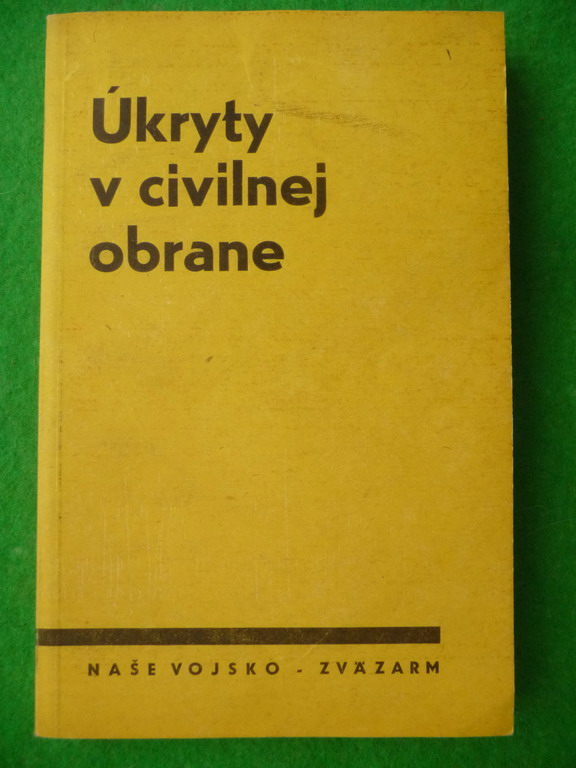 Úkryty
v civilnej
obrane
NAŠE VOJSKO - ZVÄZARM